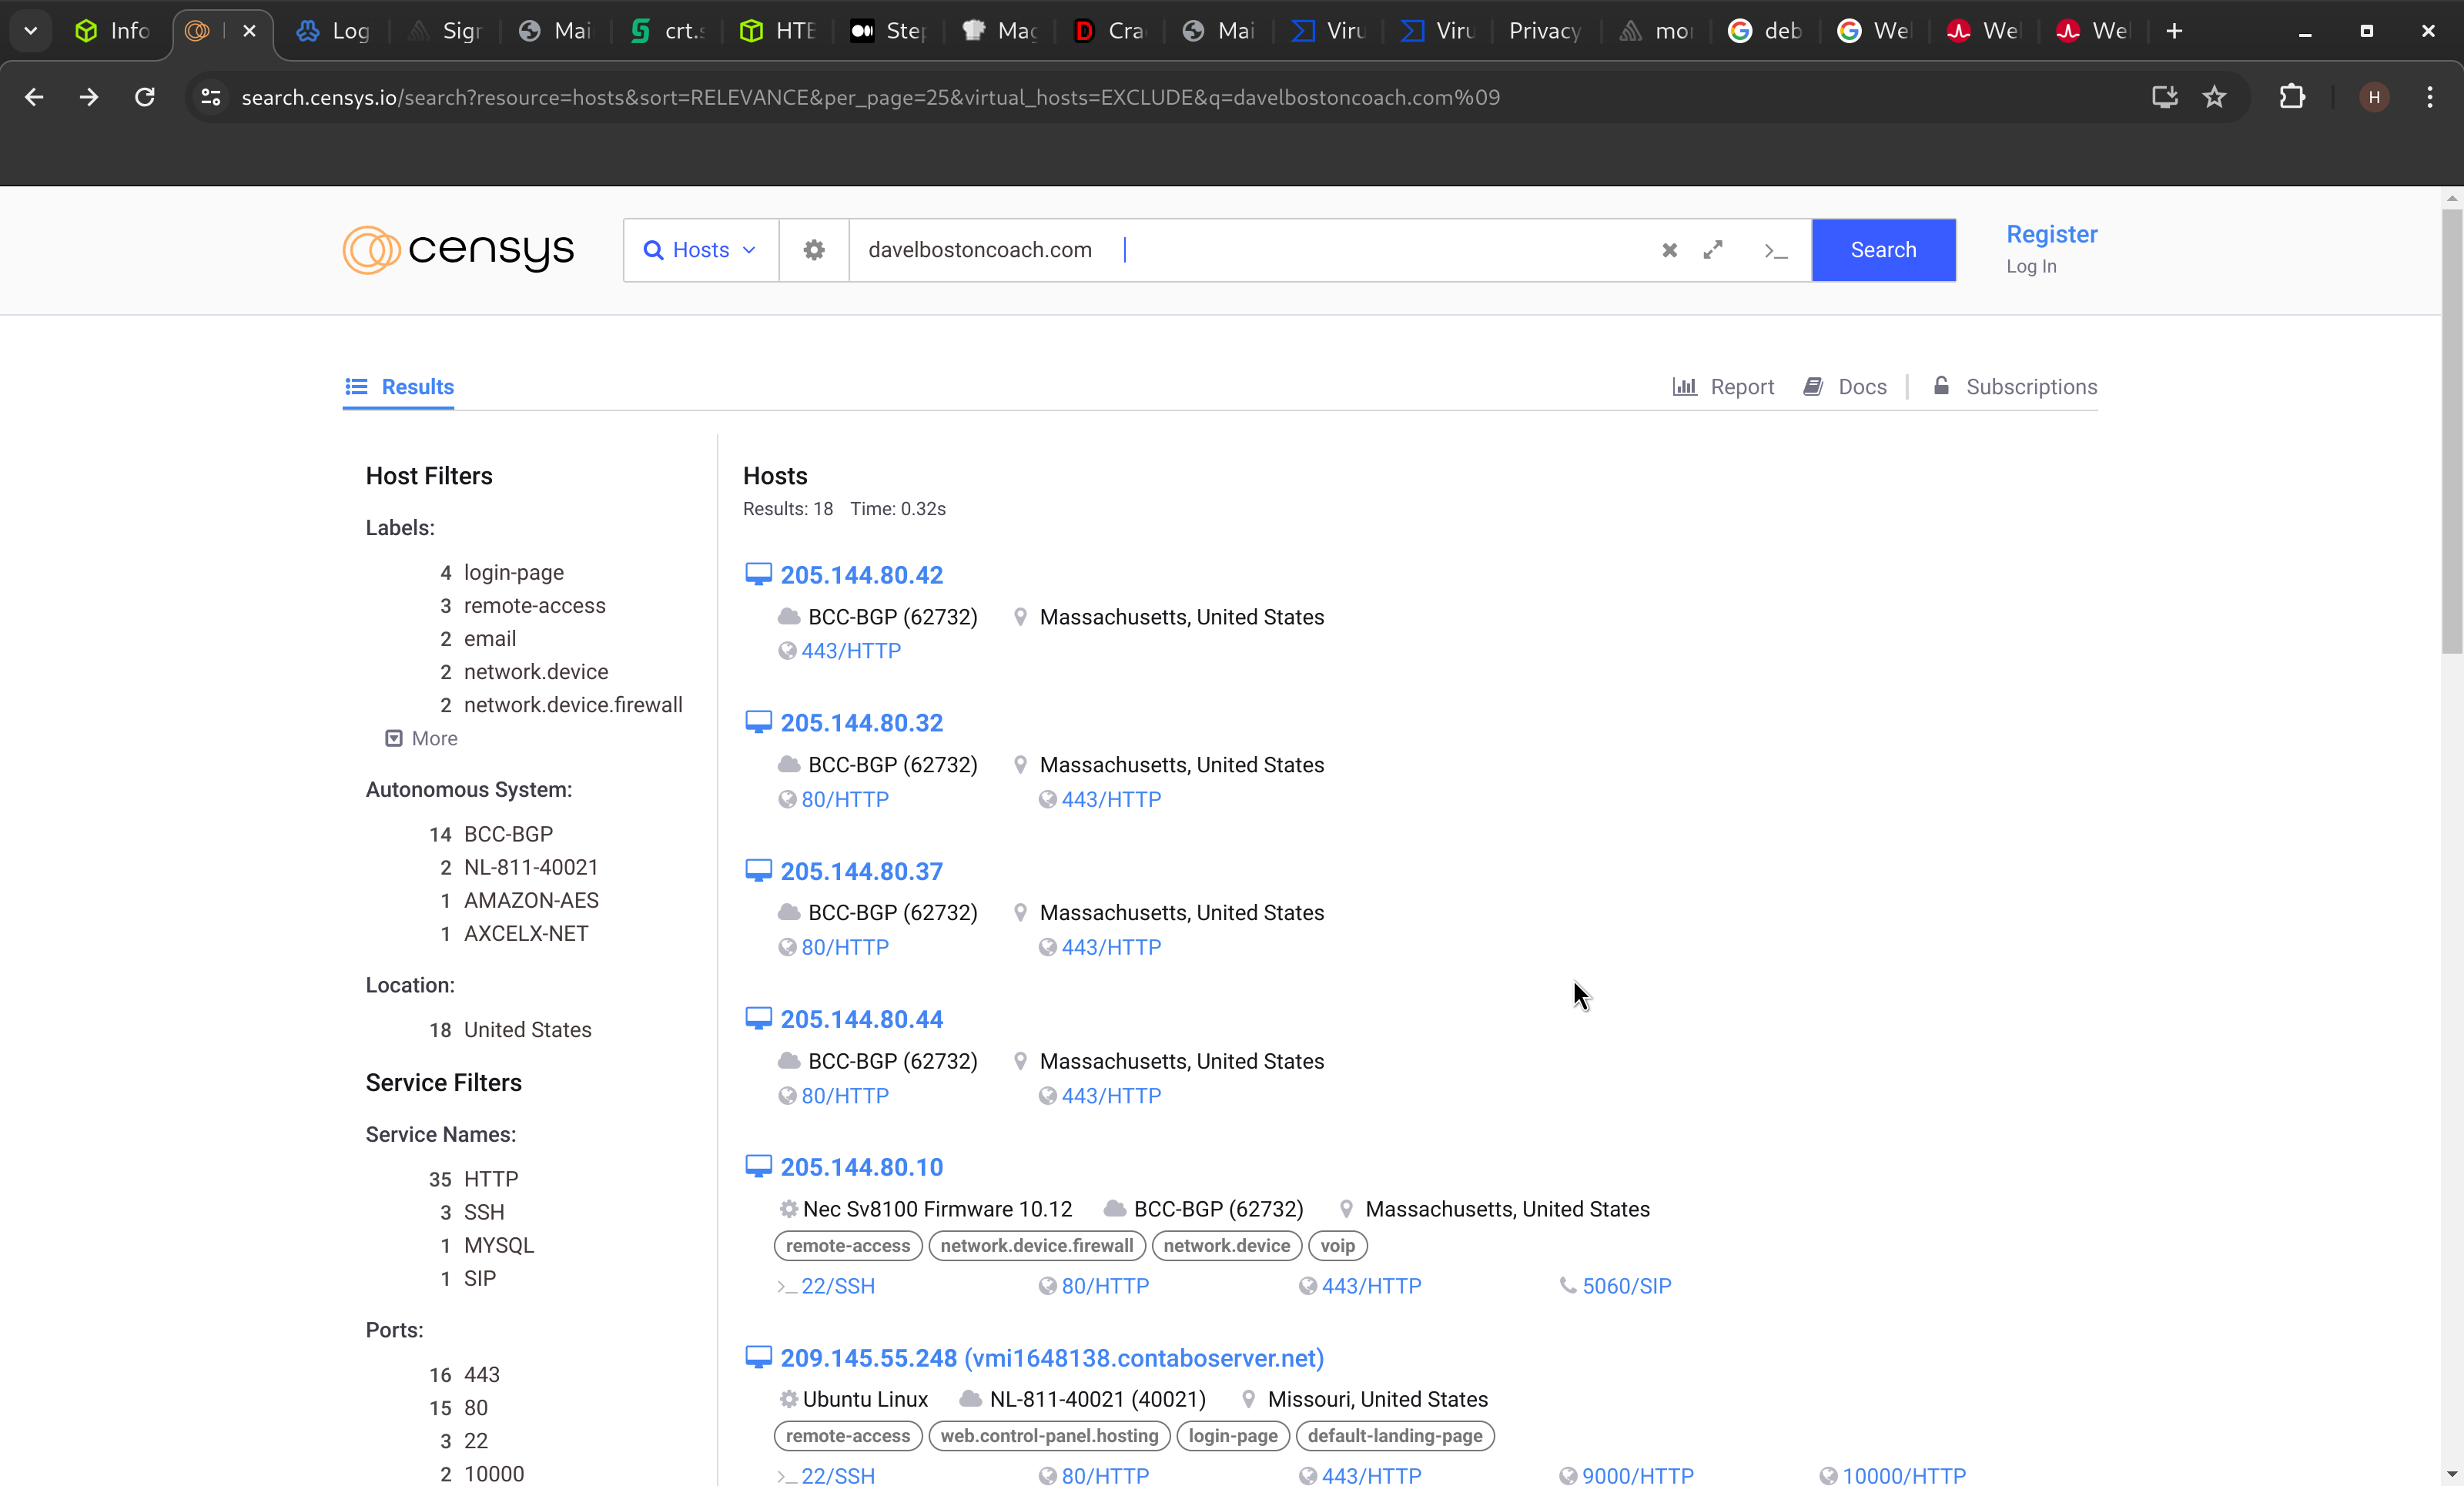 Info Log Sigr Mai crt.s HTE Step Mag Cra Mai Viru Viru Privacy mor deb Wel Wel Wel
search.censys.io/search?resource=hosts&sort=RELEVANCE&per_page=25&virtual_hosts=EXCLUDE&q=davelbostoncoach.com%09 H
censys Hosts davelbostoncoach.com >_ Search Register
Log In
Results Report Docs Subscriptions
Host Filters
Labels:
4 login-page
3 remote-access
2 email
2 network.device
2 network.device.firewall
More
Autonomous System:
14 BCC-BGP
2 NL-811-40021
1 AMAZON-AES
1 AXCELX-NET
Location:
18 United States
Service Filters
Service Names:
35 HTTP
3 SSH
1 MYSQL
1 SIP
Ports:
16 443
15 80
3 22
2 10000
Hosts
Results: 18 Time: 0.32s
205.144.80.42
BCC-BGP (62732) Massachusetts, United States
443/HTTP
205.144.80.32
BCC-BGP (62732) Massachusetts, United States
80/HTTP 443/HTTP
205.144.80.37
BCC-BGP (62732) Massachusetts, United States
80/HTTP 443/HTTP
205.144.80.44
BCC-BGP (62732) Massachusetts, United States
80/HTTP 443/HTTP
205.144.80.10
Nec Sv8100 Firmware 10.12 BCC-BGP (62732) Massachusetts, United States
remote-access network.device.firewall network.device voip
>_ 22/SSH 80/HTTP 443/HTTP 5060/SIP
209.145.55.248 (vmi1648138.contaboserver.net)
Ubuntu Linux NL-811-40021 (40021) Missouri, United States
remote-access web.control-panel.hosting login-page default-landing-page
>_ 22/SSH 80/HTTP 443/HTTP 9000/HTTP 10000/HTTP